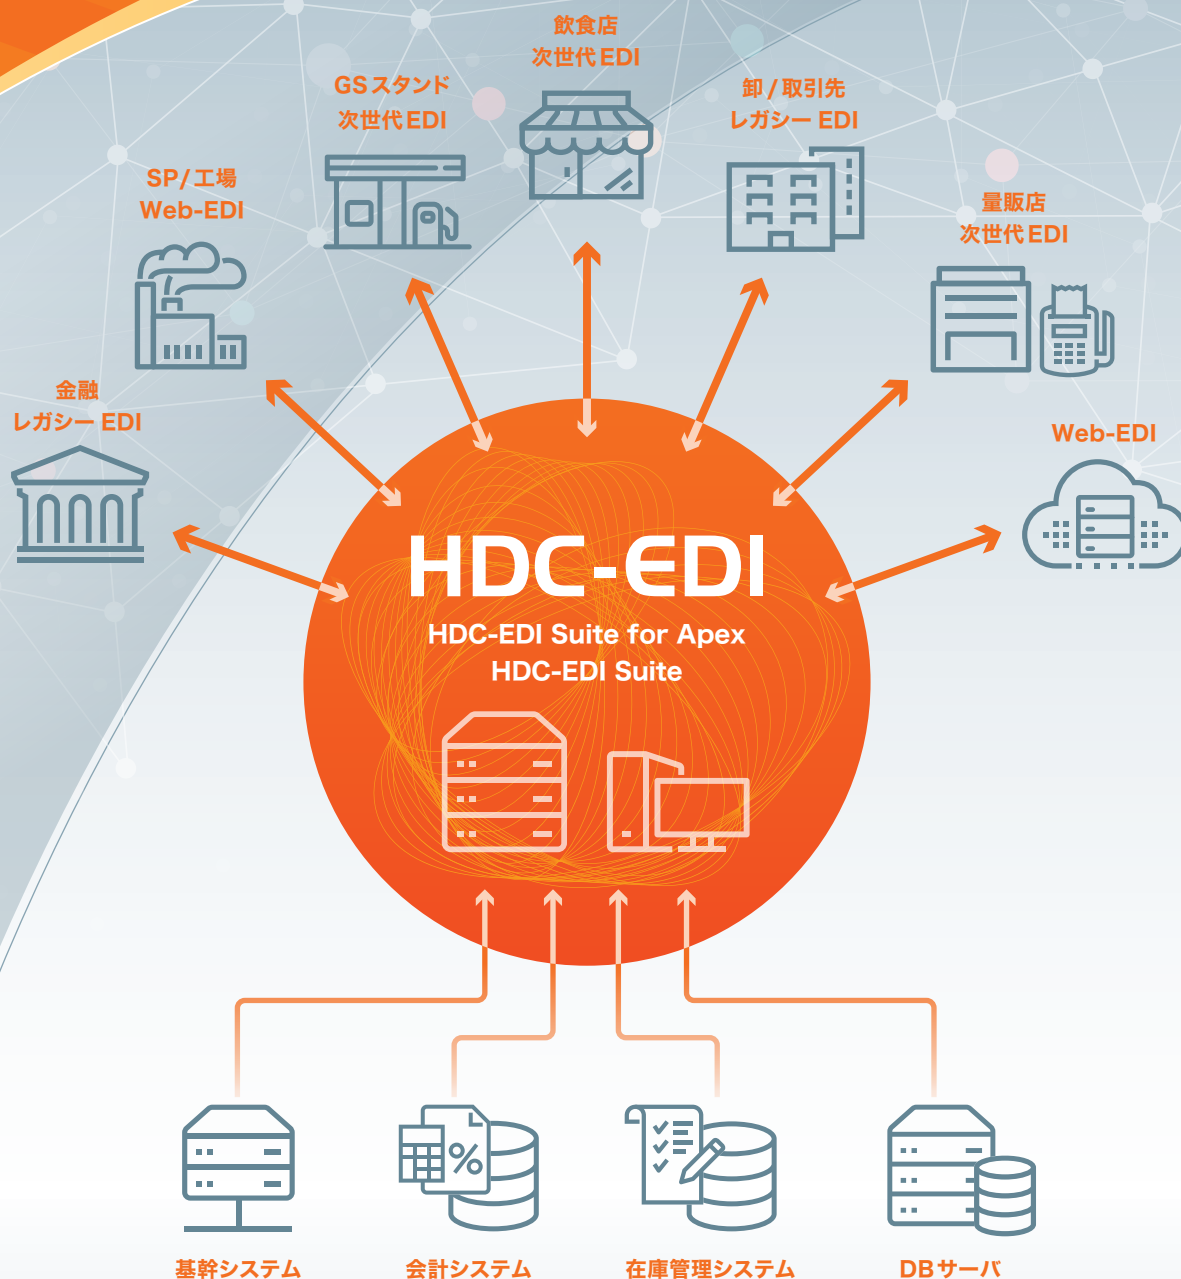 飲食店
次世代EDI
GSスタンド
次世代EDI
卸/取引先
レガシー EDI
SP/工場
Web-EDI
量販店
次世代EDI
金融
レガシー EDI
Web-EDI
HDC-EDI
HDC-EDI Suite for Apex
HDC-EDI Suite
基幹システム
会計システム
在庫管理システム
DBサーバ